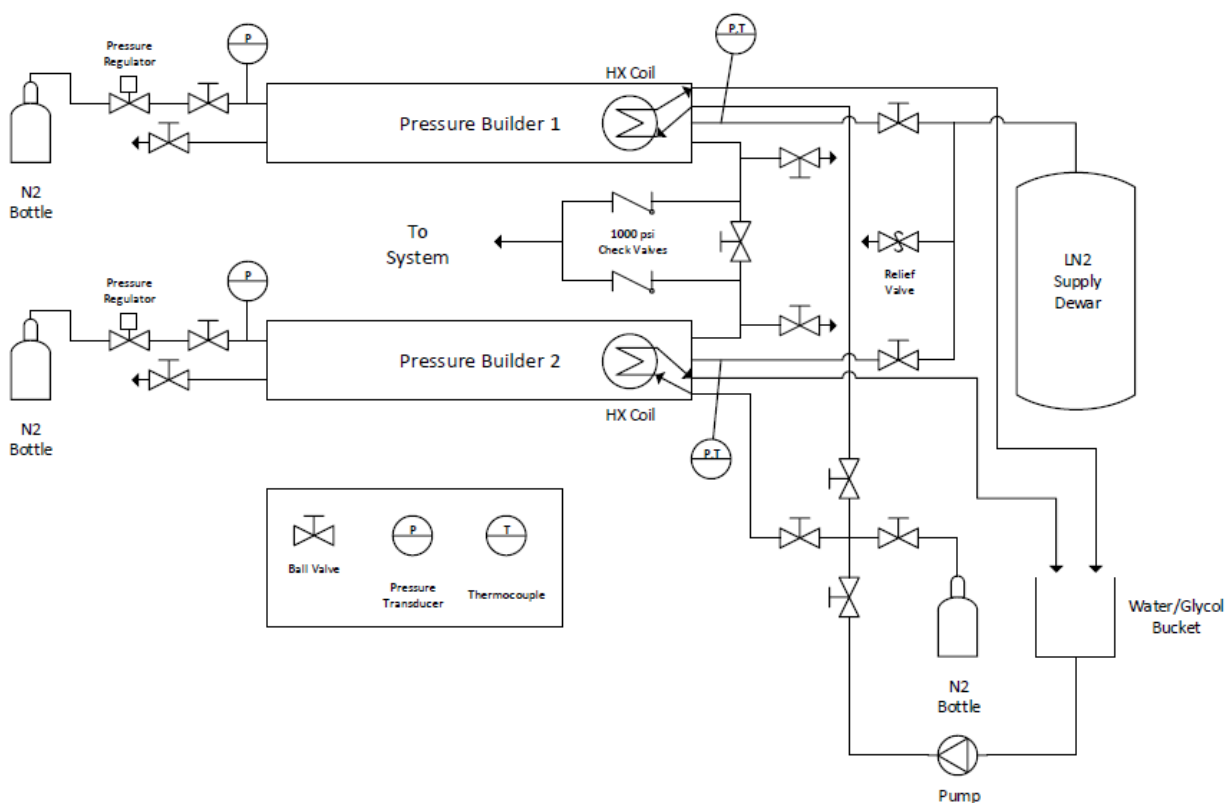 P
P,T
Pressure
Regulator
HX Coil
Pressure Builder 1
N2
Bottle
To
System
1000 psi
Check Valves
Relief
Valve
LN2
Supply
Dewar
P
Pressure
Regulator
Pressure Builder 2
HX Coil
N2
Bottle
P,T
P
T
Ball Valve
Pressure
Transducer
Thermocouple
Water/Glycol
Bucket
N2
Bottle
Pump